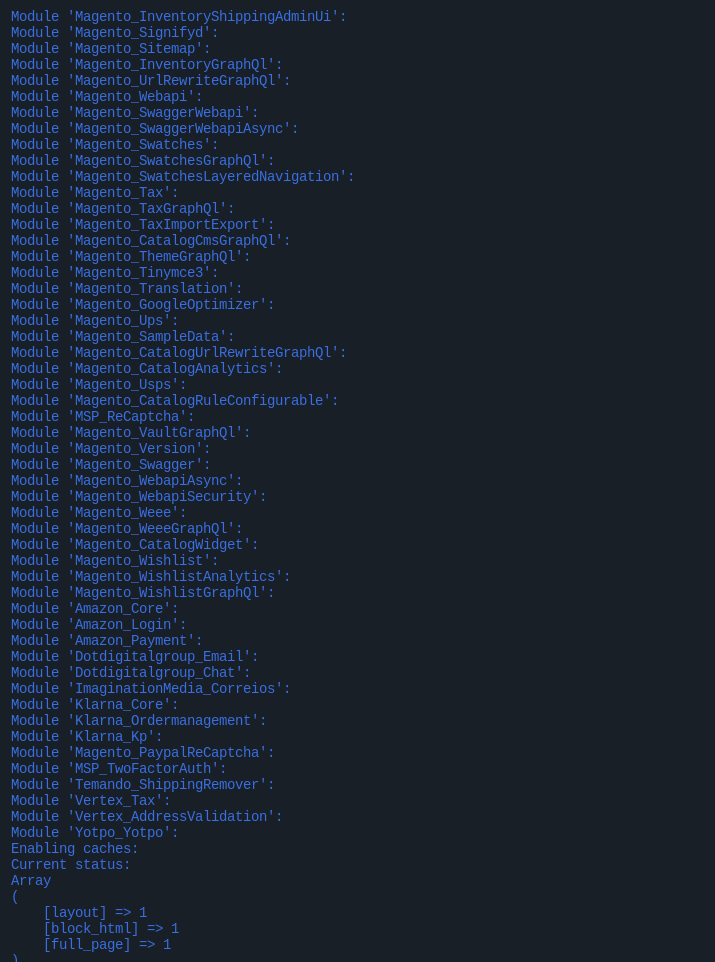 Module 'Magento_InventoryShippingAdminUi':
Module 'Magento_Signifyd':
Module 'Magento_Sitemap':
Module 'Magento_InventoryGraphQl':
Module 'Magento_UrlRewriteGraphQl':
Module 'Magento_Webapi':
Module 'Magento_SwaggerWebapi':
Module 'Magento_SwaggerWebapiAsync':
Module 'Magento_Swatches':
Module 'Magento_SwatchesGraphQl':
Module 'Magento_SwatchesLayeredNavigation':
Module 'Magento_Tax':
Module 'Magento_TaxGraphQl':
Module 'Magento_TaxImportExport':
Module 'Magento_CatalogCmsGraphQl':
Module 'Magento_ThemeGraphQl':
Module 'Magento_Tinymce3':
Module 'Magento_Translation':
Module 'Magento_GoogleOptimizer':
Module 'Magento_Ups':
Module 'Magento_SampleData':
Module 'Magento_CatalogUrlRewriteGraphQl':
Module 'Magento_CatalogAnalytics':
Module 'Magento_Usps':
Module 'Magento_CatalogRuleConfigurable':
Module 'MSP_ReCaptcha':
Module 'Magento_VaultGraphQl':
Module 'Magento_Version':
Module 'Magento_Swagger':
Module 'Magento_WebapiAsync':
Module 'Magento_WebapiSecurity':
Module 'Magento_Weee':
Module 'Magento_WeeeGraphQl':
Module 'Magento_CatalogWidget':
Module 'Magento_Wishlist':
Module 'Magento_WishlistAnalytics':
Module 'Magento_WishlistGraphQl':
Module 'Amazon_Core':
Module 'Amazon_Login':
Module 'Amazon_Payment':
Module 'Dotdigitalgroup_Email':
Module 'Dotdigitalgroup_Chat':
Module 'ImaginationMedia_Correios':
Module 'Klarna_Core':
Module 'Klarna_Ordermanagement':
Module 'Klarna_Kp':
Module 'Magento_PaypalReCaptcha':
Module 'MSP_TwoFactorAuth':
Module 'Temando_ShippingRemover':
Module 'Vertex_Tax':
Module 'Vertex_AddressValidation':
Module 'Yotpo_Yotpo':
Enabling caches:
Current status:
Array
(
    [layout] => 1
    [block_html] => 1
    [full_page] => 1
)